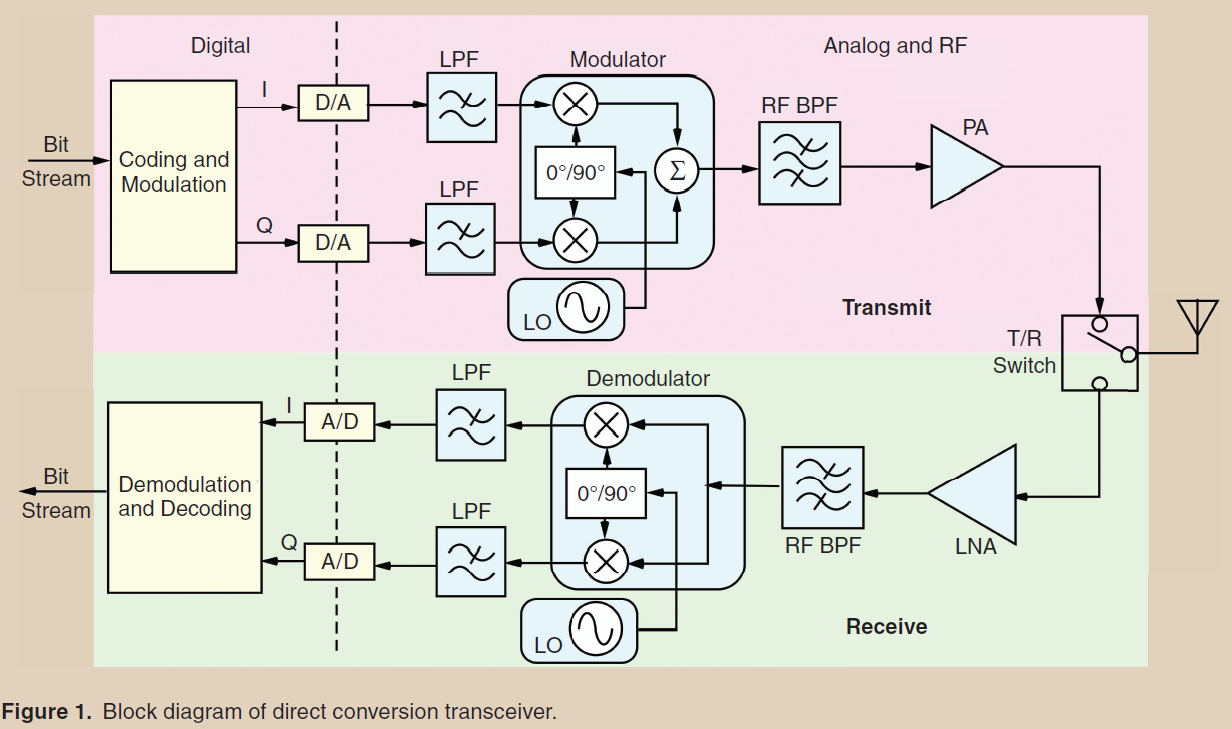 Digital
Analog and RF
LPF
Modulator
I
D/A
RF BPF
PA
Bit
Stream
Coding and
Modulation
0°/90°
Σ
LPF
Q
D/A
LO
Transmit
T/R
Switch
LPF
Demodulator
I
A/D
Bit
Stream
Demodulation
and Decoding
0°/90°
LPF
RF BPF
LNA
Q
A/D
LO
Receive
Figure 1. Block diagram of direct conversion transceiver.